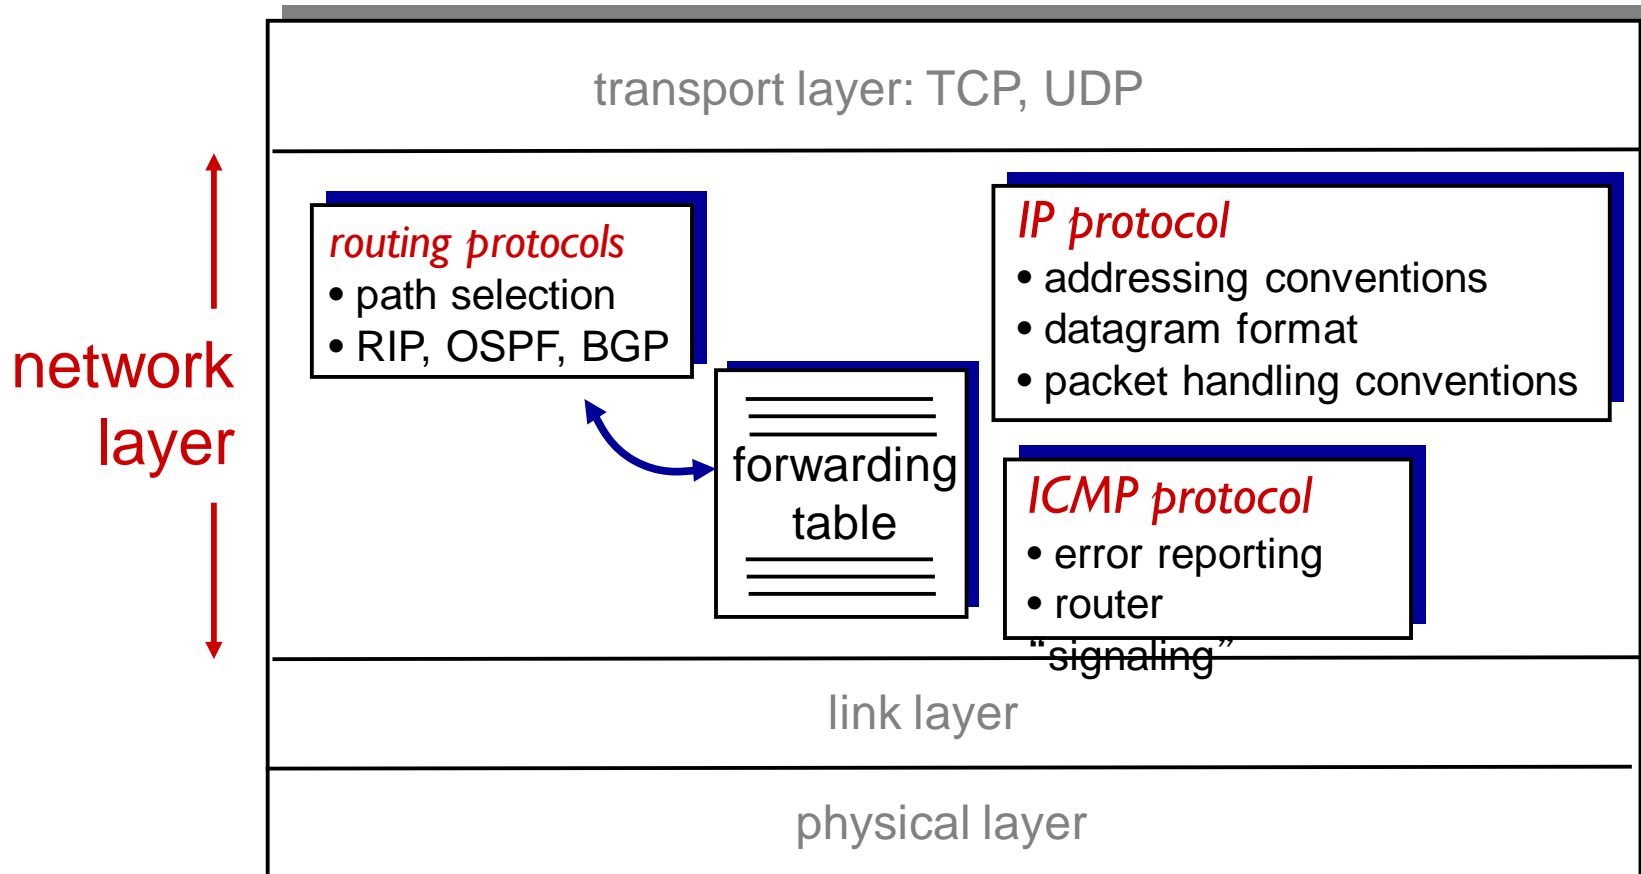 transport layer: TCP, UDP
network
layer
routing protocols
• path selection
• RIP, OSPF, BGP
forwarding
table
IP protocol
• addressing conventions
• datagram format
• packet handling conventions
ICMP protocol
• error reporting
• router
“signaling”
link layer
physical layer